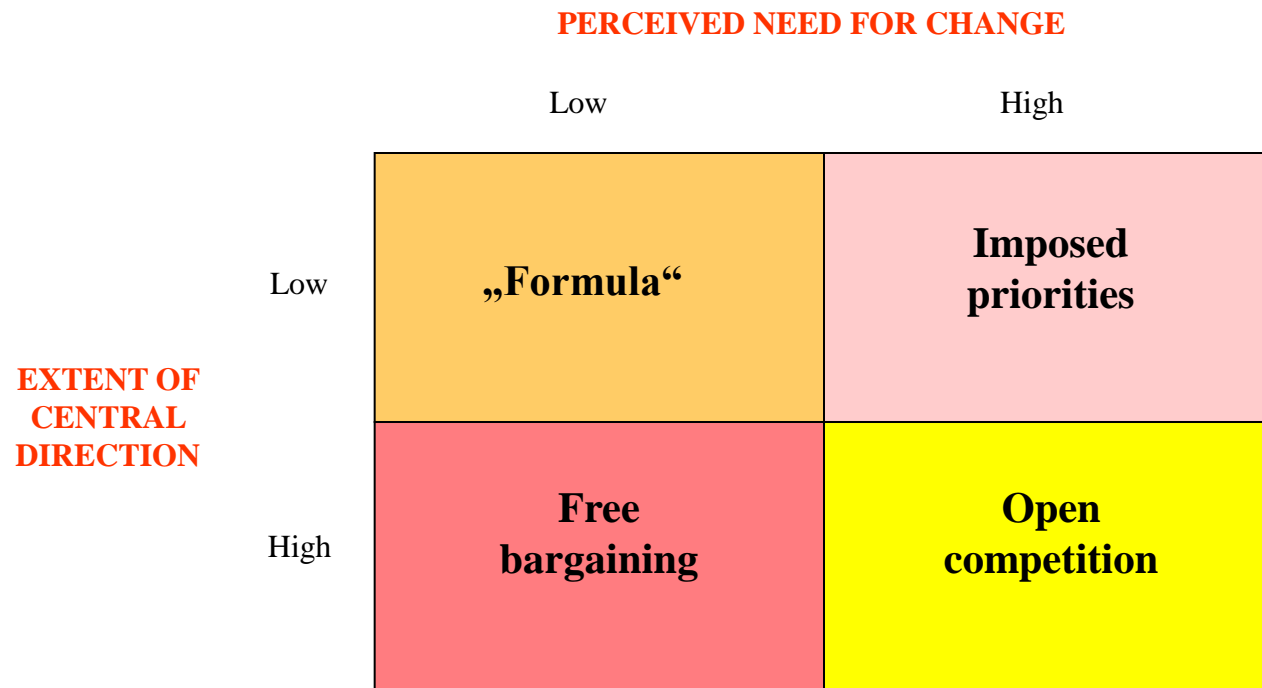 PERCEIVED NEED FOR CHANGE
Low
High
Low
„Formula“
Imposed
priorities
EXTENT OF
CENTRAL
DIRECTION
High
Free
bargaining
Open
competition